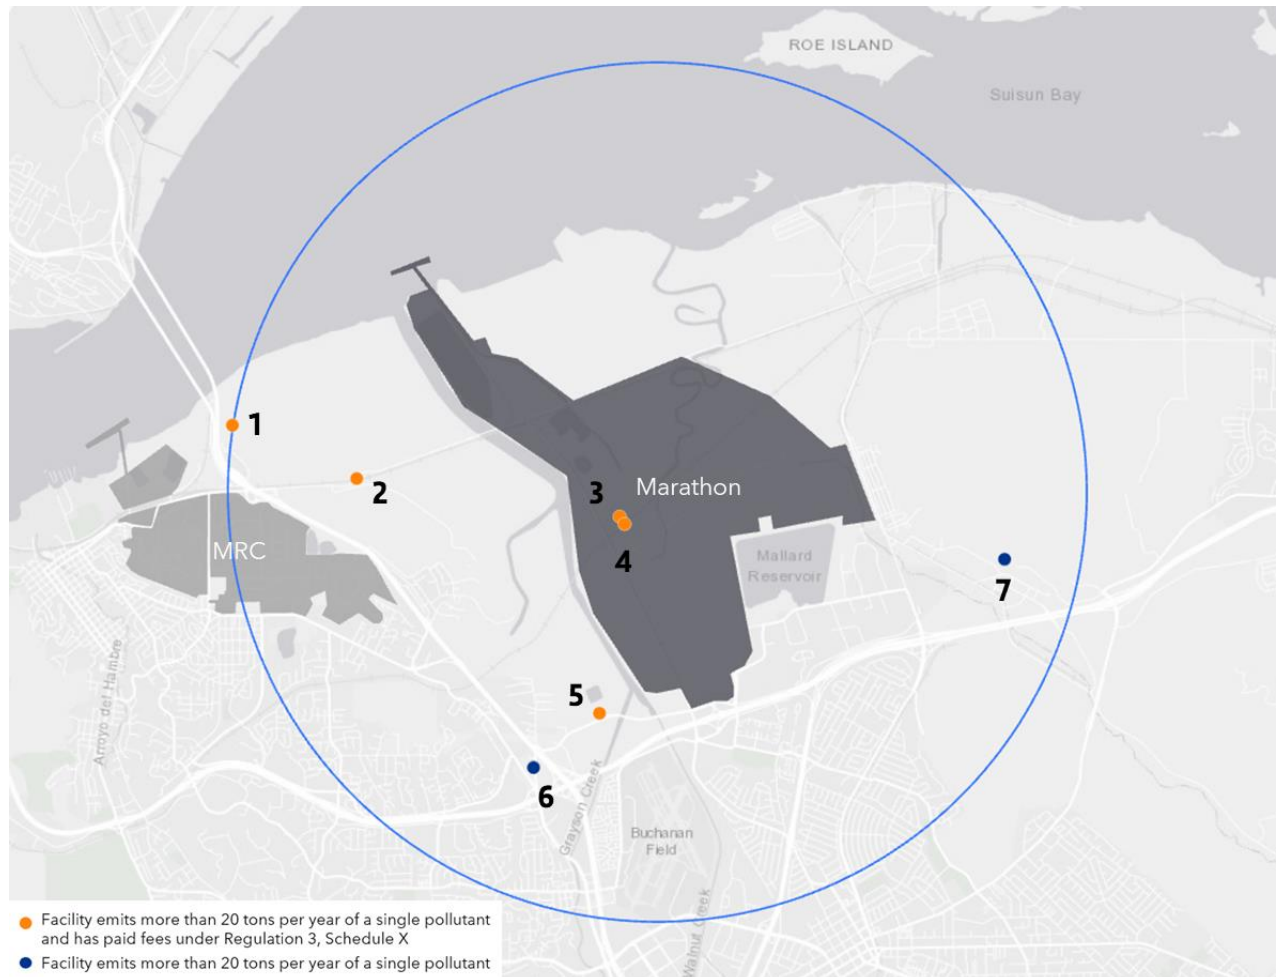 ROE ISLAND
Suisun Bay
1
2
3
Marathon
4
MRC
Mallard
Reservoir
7
Arroyo del Hambre
5
6
Grayson Creek
Buchanan
Field
Walnut Creek
Facility emits more than 20 tons per year of a single pollutant
and has paid fees under Regulation 3, Schedule X
Facility emits more than 20 tons per year of a single pollutant